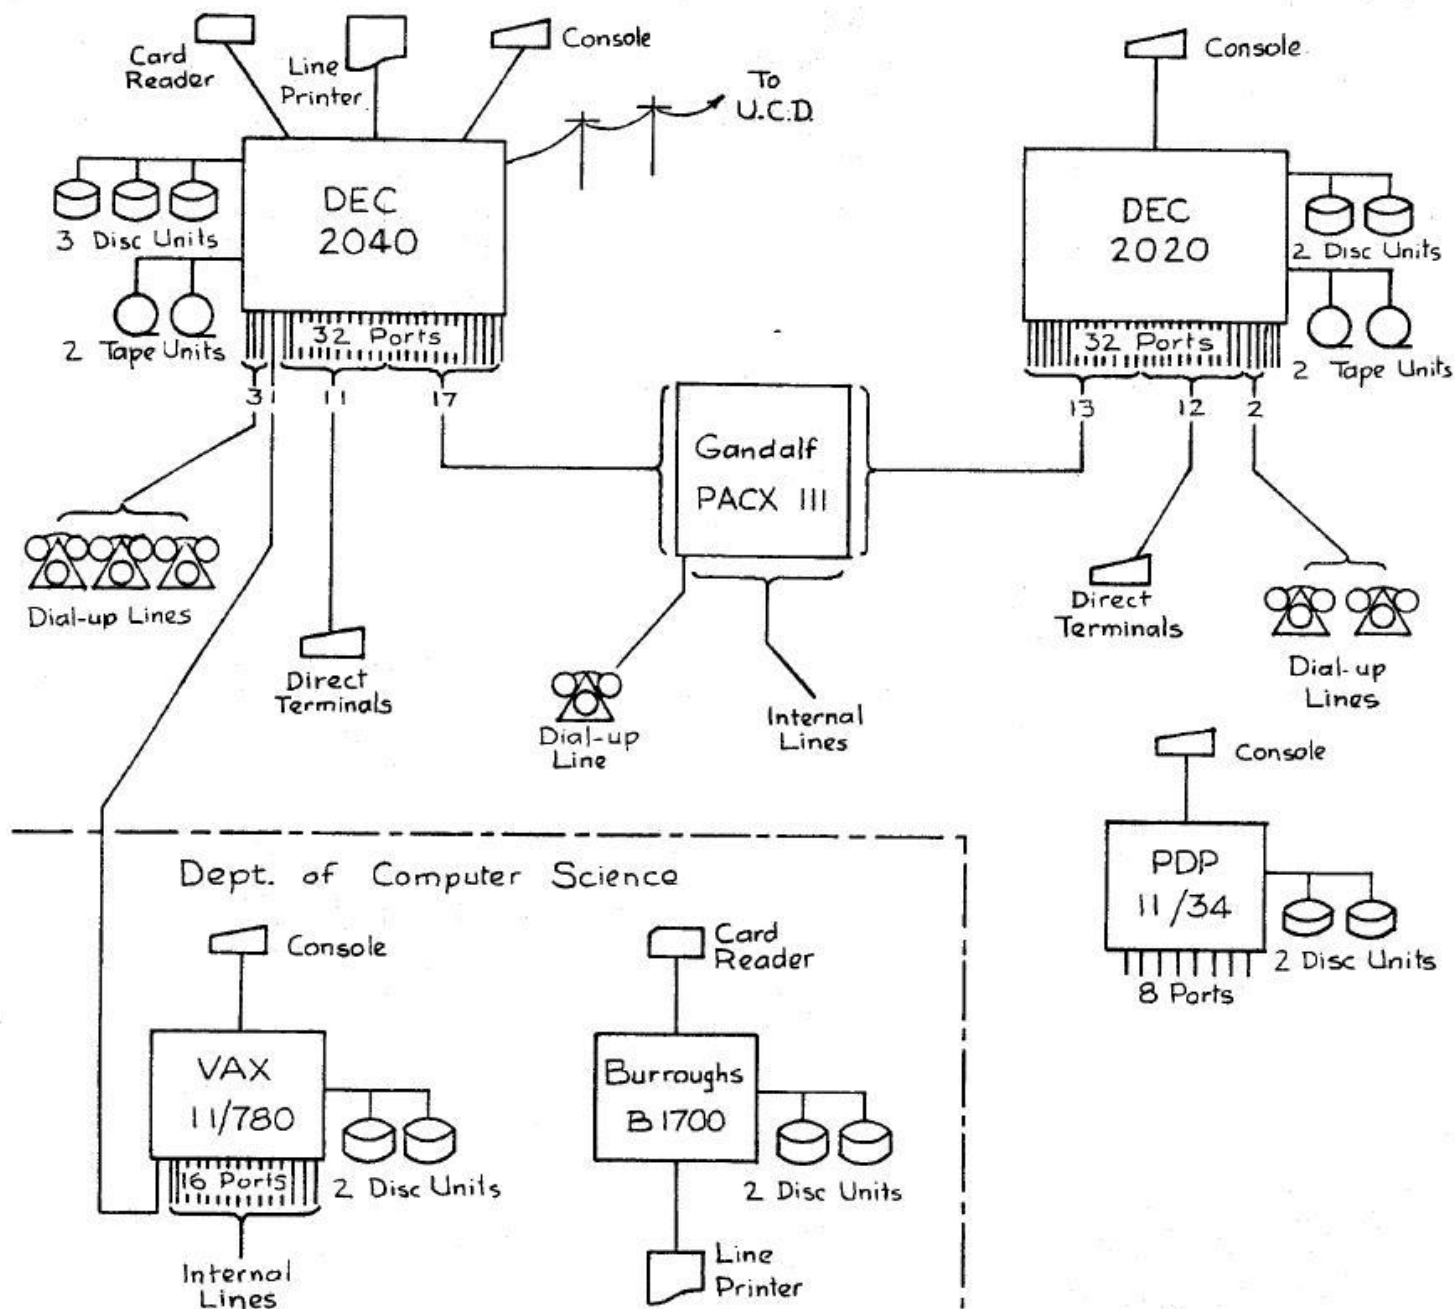 Card
Reader
Line
Printer
Console
To
U.C.D.
Console
DEC
2040
3 Disc Units
2 Tape Units
32 Ports
3
11
17
DEC
2020
2 Disc Units
2 Tape Units
32 Ports
13
12
2
Gandalf
PACX III
Dial-up Lines
Direct
Terminals
Dial-up
Line
Internal
Lines
Direct
Terminals
Dial-up
Lines
Console
PDP
11/34
2 Disc Units
8 Ports
Dept. of Computer Science
Console
VAX
11/780
16 Ports
2 Disc Units
Internal
Lines
Card
Reader
Burroughs
B1700
2 Disc Units
Line
Printer